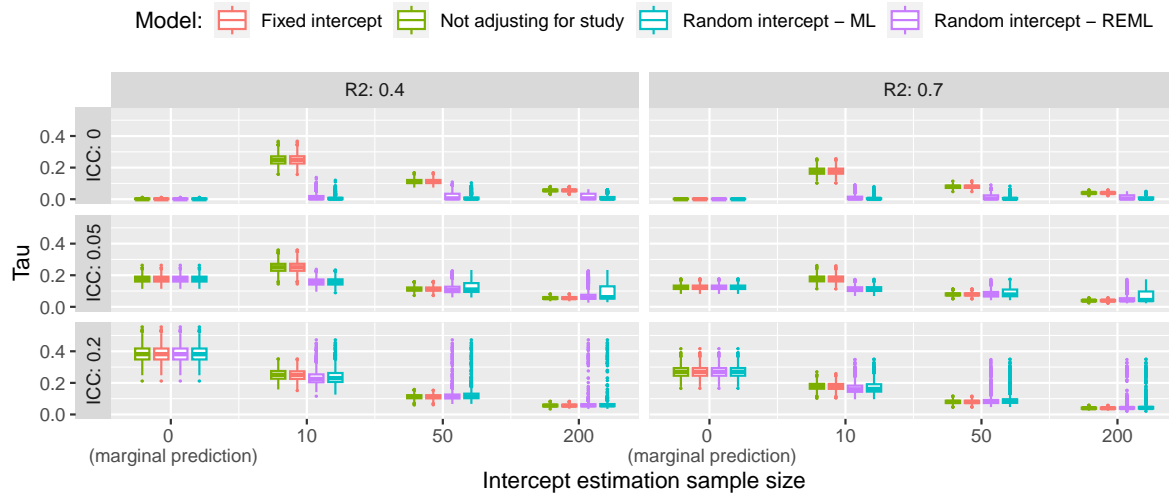 Model: Fixed intercept Not adjusting for study Random intercept – ML Random intercept – REML
R2: 0.4 R2: 0.7
ICC: 0
0.4
0.2
0.0
ICC: 0.05
0.4
0.2
0.0
ICC: 0.2
0.4
0.2
0.0
Tau
0 10 50 200 0 10 50 200
(marginal prediction) (marginal prediction)
Intercept estimation sample size